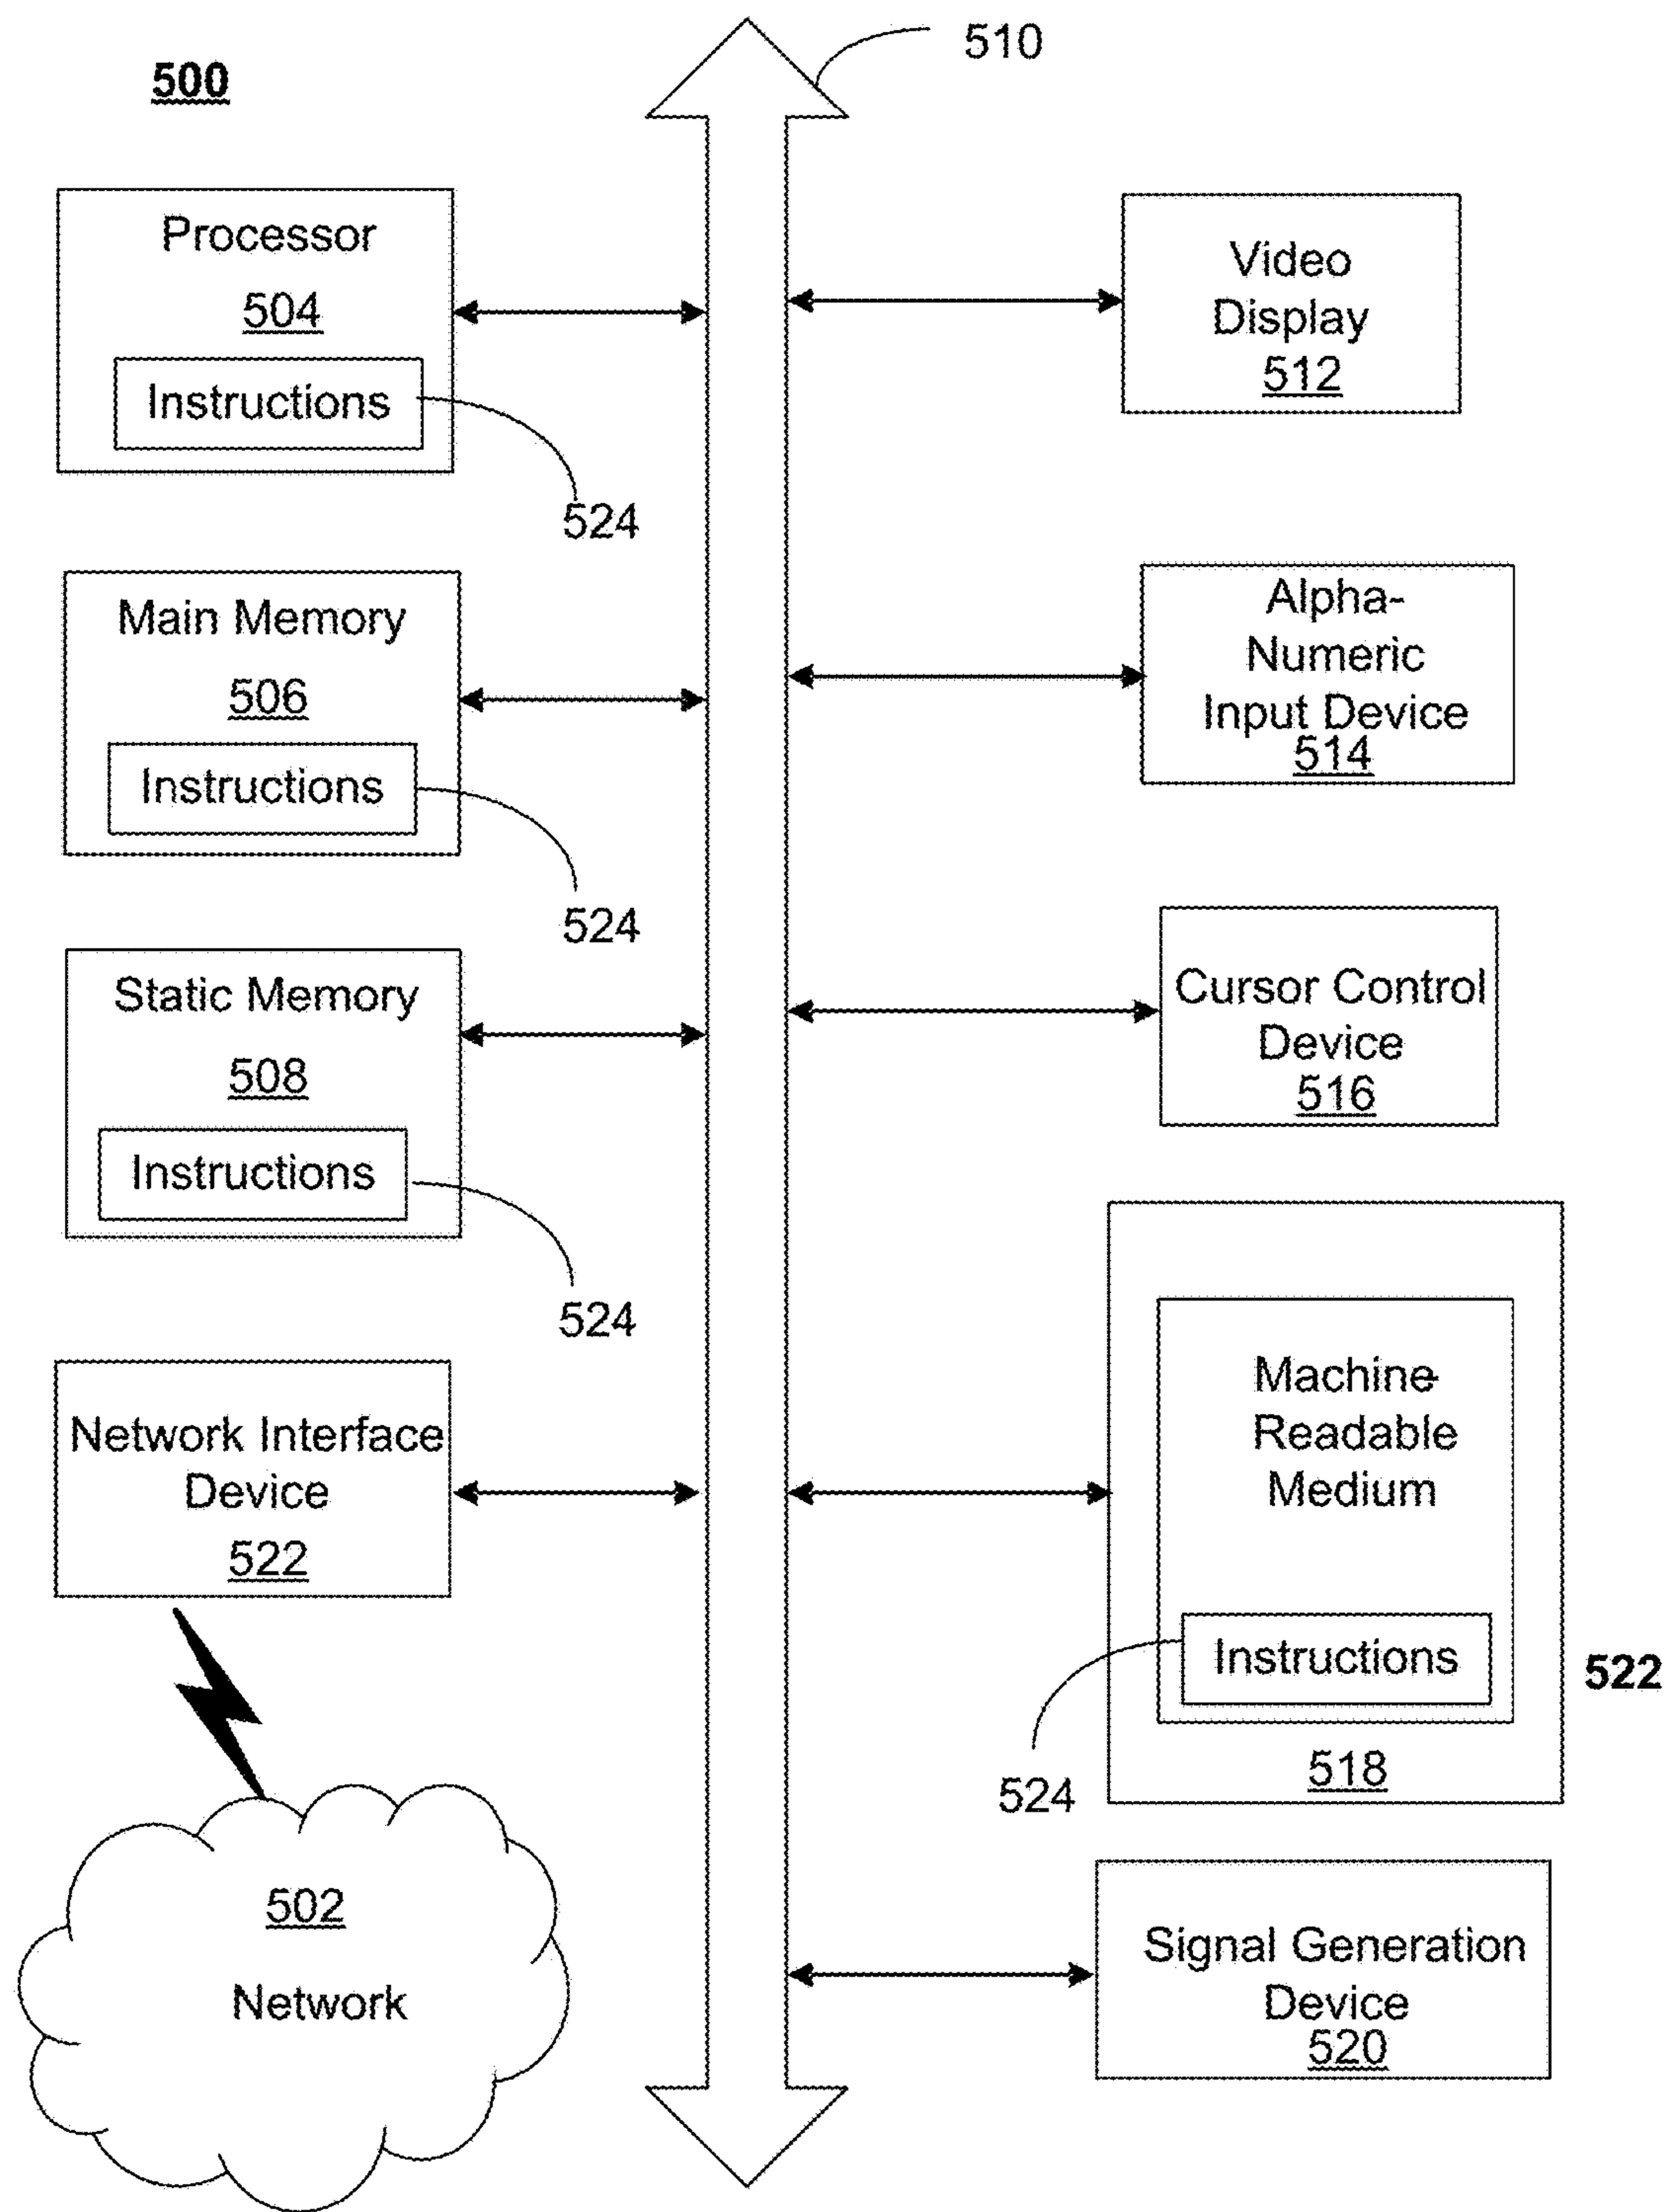 500
510
Processor
504
Instructions
524
Main Memory
506
Instructions
524
Static Memory
508
Instructions
524
Network Interface
Device
522
502
Network
Video
Display
512
Alpha-
Numeric
Input Device
514
Cursor Control
Device
516
Machine-
Readable
Medium
Instructions
522
524
518
Signal Generation
Device
520